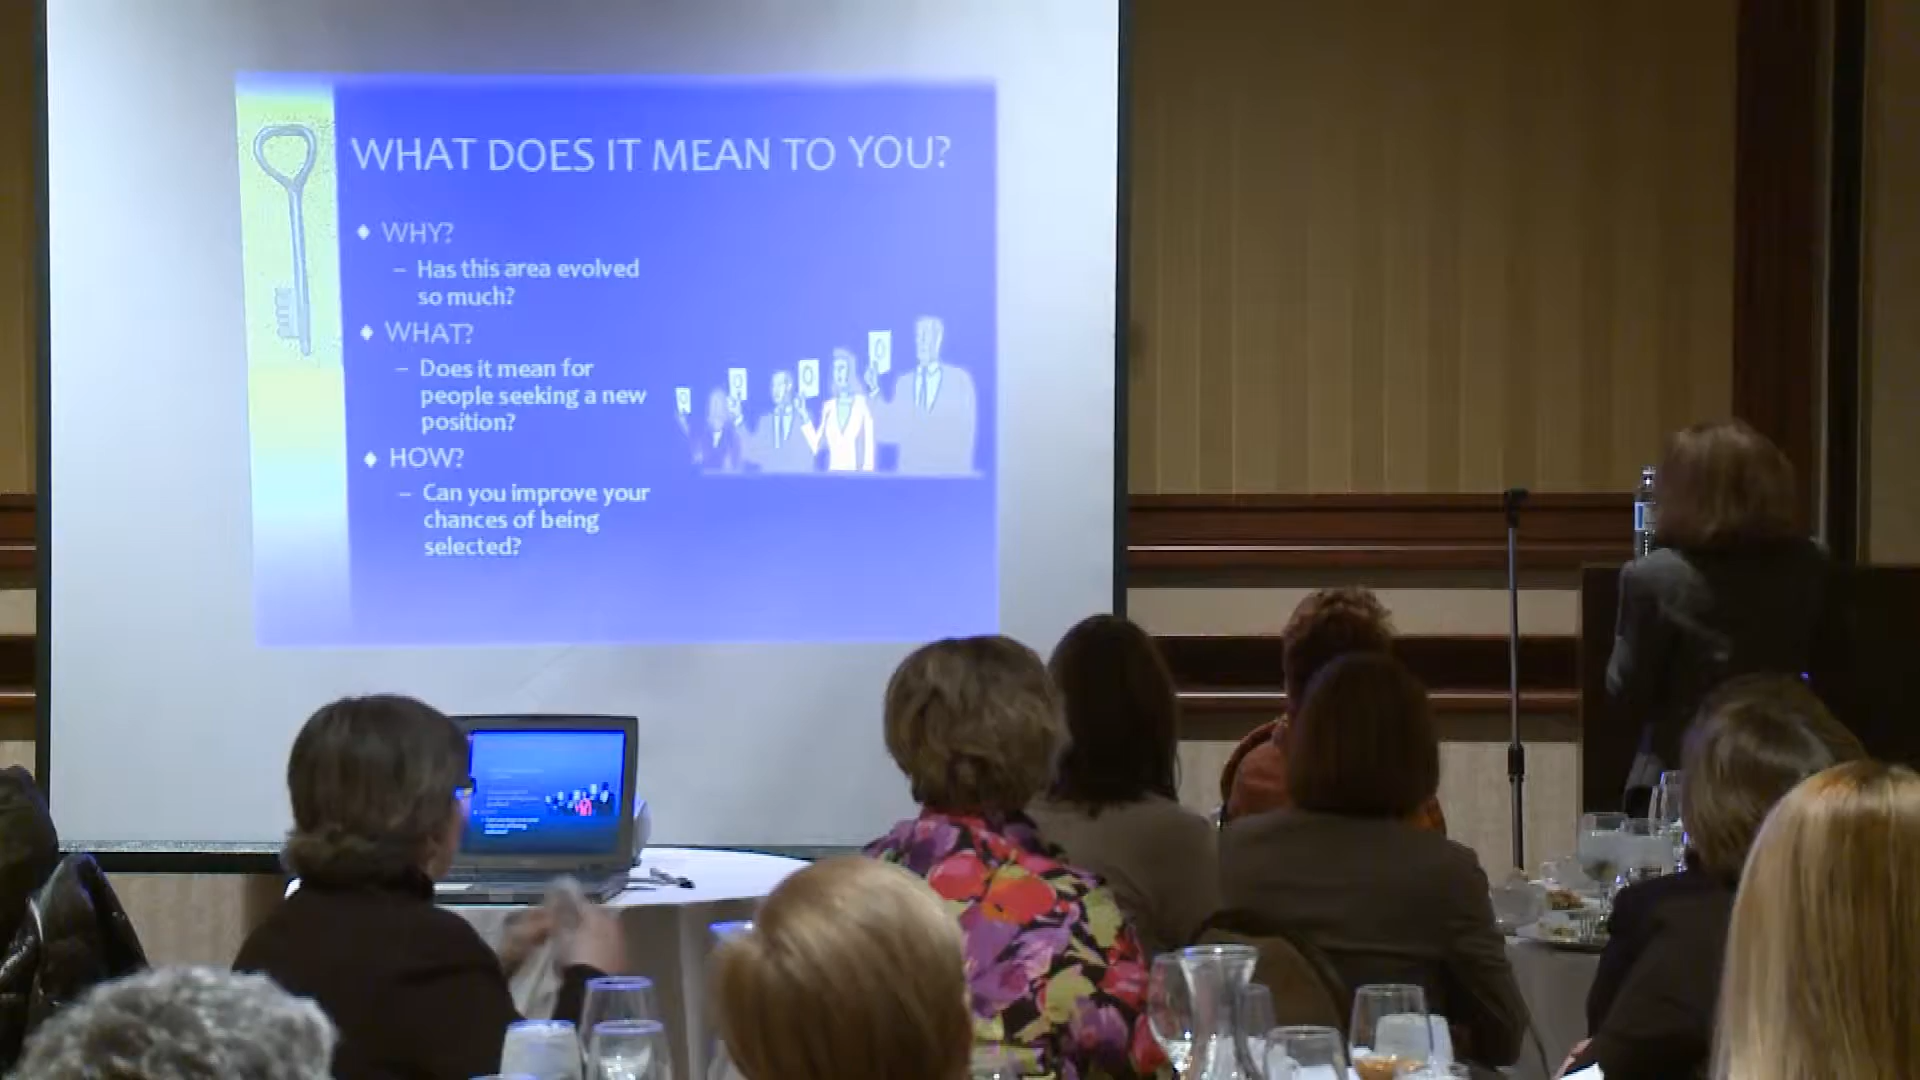 WHAT DOES IT MEAN TO YOU?
♦ WHY?
– Has this area evolved
so much?
♦ WHAT?
– Does it mean for
people seeking a new
position?
♦ HOW?
– Can you improve your
chances of being
selected?